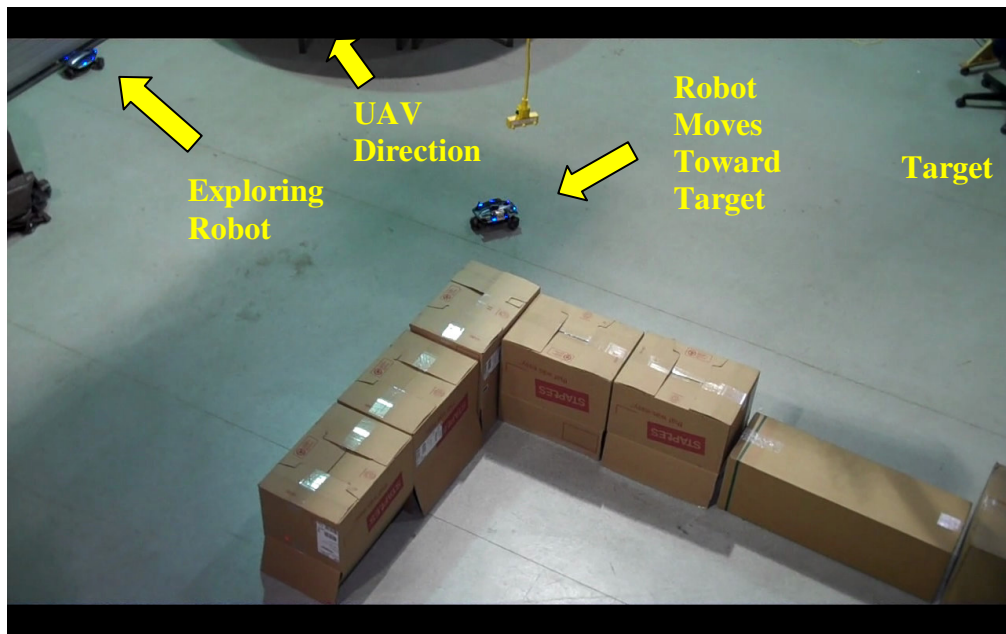 UAV
Direction
Robot
Moves
Toward
Target
Target
Exploring
Robot
STAPLES
STAPLES
STAPLES